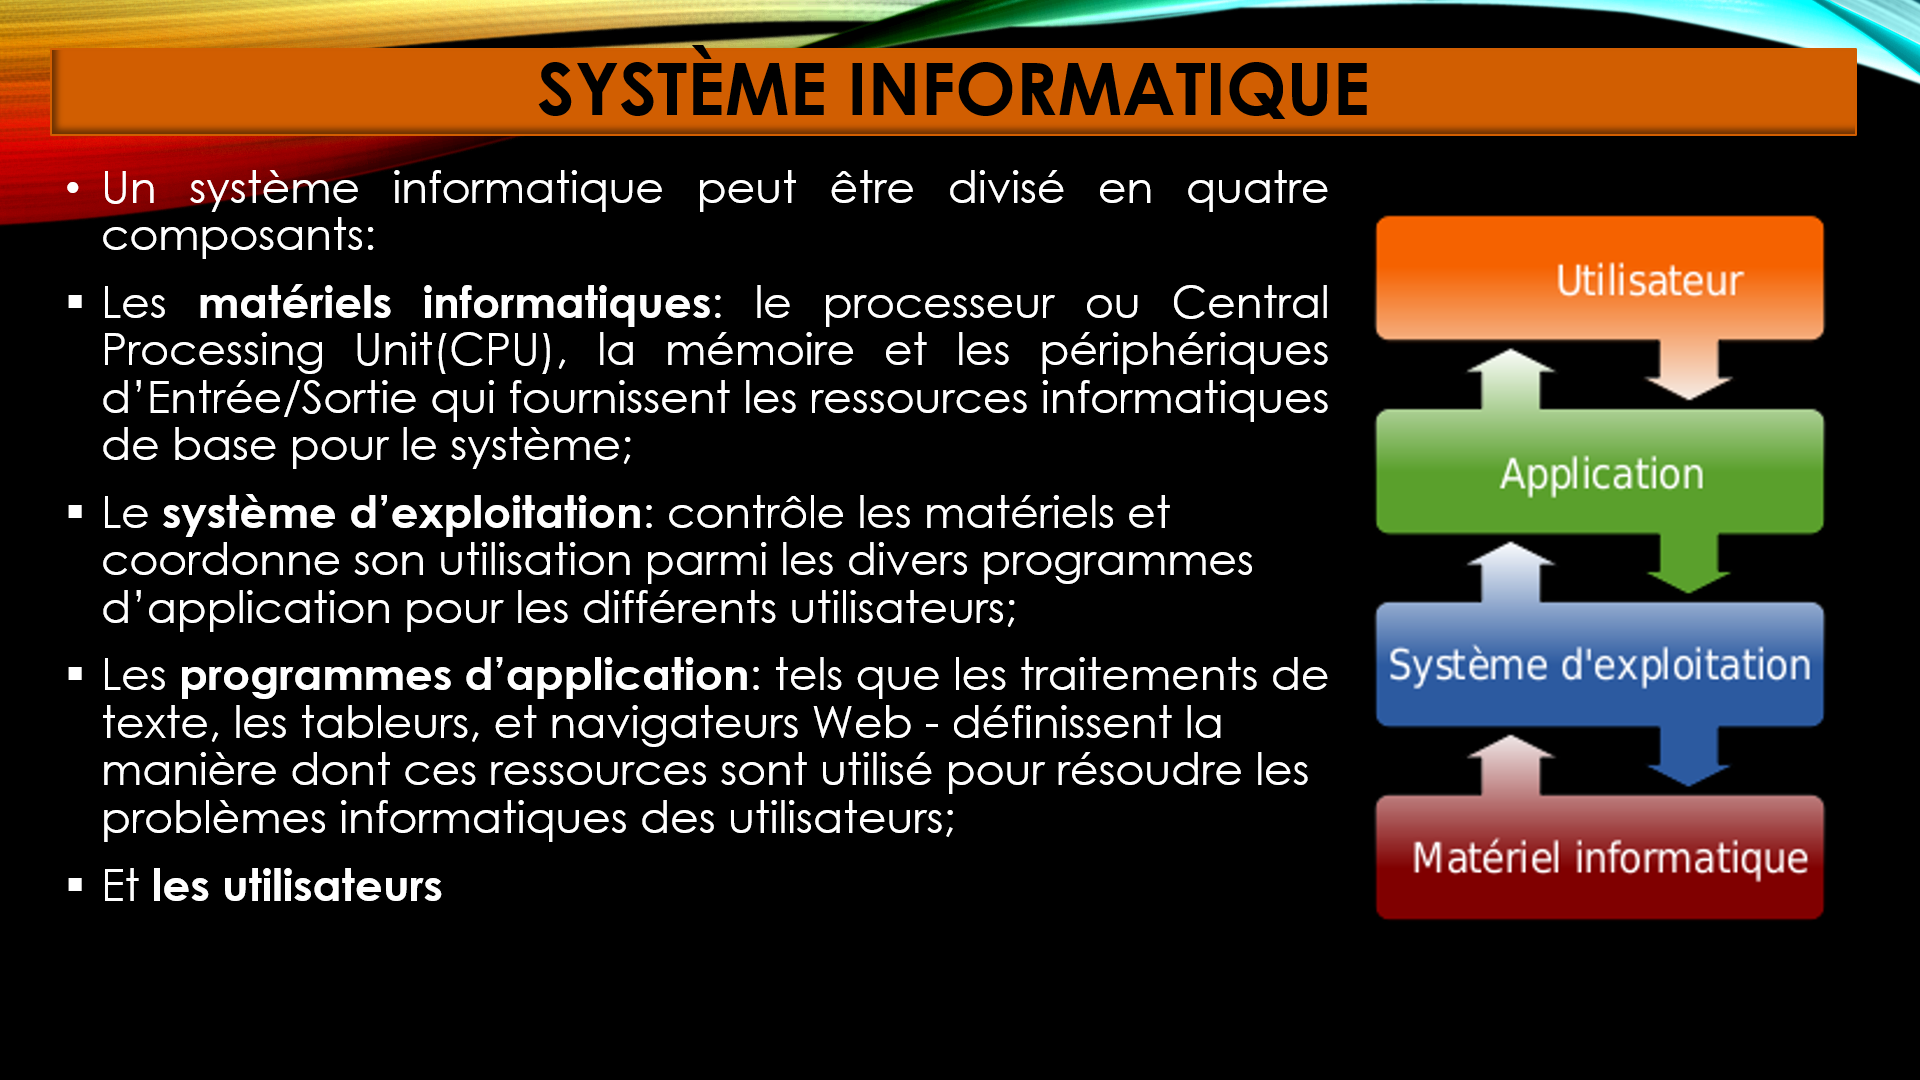 SYSTÈME INFORMATIQUE
• Un système informatique peut être divisé en quatre
composants:
▪ Les matériels informatiques: le processeur ou Central
Processing Unit(CPU), la mémoire et les périphériques
d’Entrée/Sortie qui fournissent les ressources informatiques
de base pour le système;
▪ Le système d’exploitation: contrôle les matériels et
coordonne son utilisation parmi les divers programmes
d’application pour les différents utilisateurs;
▪ Les programmes d’application: tels que les traitements de
texte, les tableurs, et navigateurs Web - définissent la
manière dont ces ressources sont utilisé pour résoudre les
problèmes informatiques des utilisateurs;
▪ Et les utilisateurs
Utilisateur
Application
Système d'exploitation
Matériel informatique